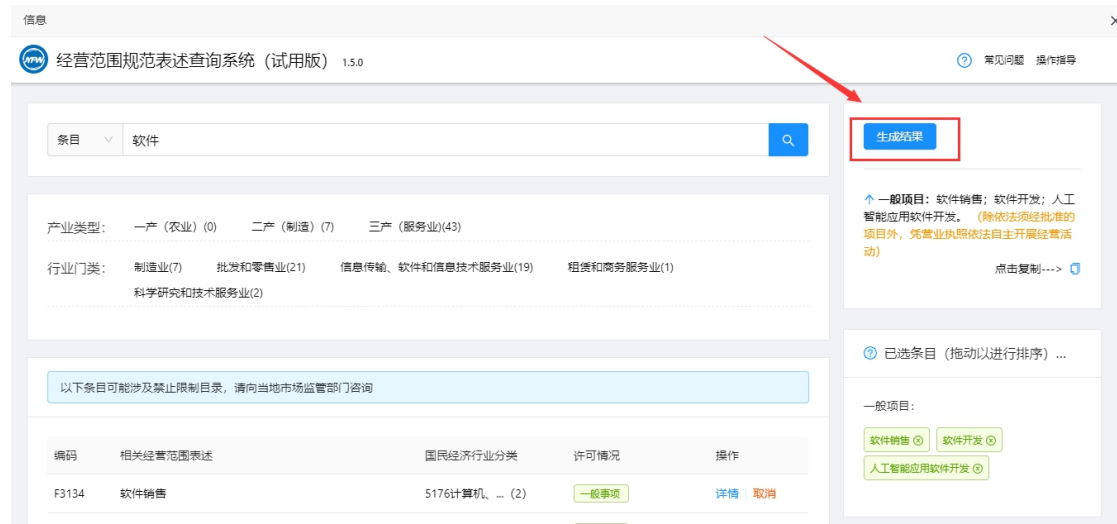 信息
经营范围规范表述查询系统（试用版） 1.5.0
常见问题 操作指导
条目 软件
产业类型： 一产（农业）(0) 二产（制造）(7) 三产（服务业)(43)
行业门类： 制造业(7) 批发和零售业(21) 信息传输、软件和信息技术服务业(19) 租赁和商务服务业(1)
科学研究和技术服务业(2)
以下条目可能涉及禁止限制目录，请向当地市场监管部门咨询
编码 相关经营范围表述 国民经济行业分类 许可情况 操作
F3134 软件销售 5176计算机、... (2) 一般事项 详情 取消
生成结果
一般项目：软件销售；软件开发；人工
智能应用软件开发。（除依法须经批准的
项目外，凭营业执照依法自主开展经营活
动）
点击复制--->
已选条目（拖动以进行排序）...
一般项目：
软件销售 软件开发
人工智能应用软件开发